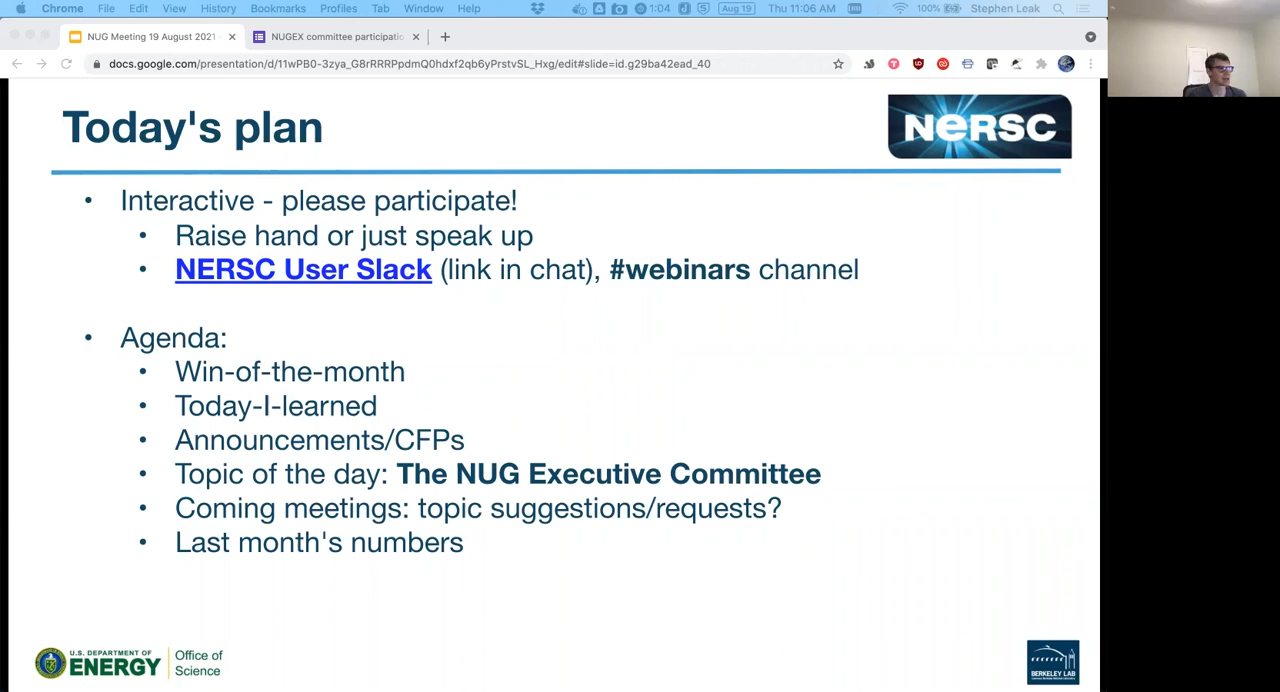 Chrome File Edit View History Bookmarks Profiles Tab Window Help 1:04 Aug 19 Thu 11:06 AM 100% Stephen Leak
NUG Meeting 19 August 2021 NUGEX committee participatio
docs.google.com/presentation/d/11wPB0-3zya_G8rRRRPpdmQ0hdxf2qb6yPrstvSL_Hxg/edit#slide=id.g29ba42ead_40
Today's plan
NERSC
• Interactive - please participate!
• Raise hand or just speak up
• NERSC User Slack (link in chat), #webinars channel
• Agenda:
• Win-of-the-month
• Today-I-learned
• Announcements/CFPs
• Topic of the day: The NUG Executive Committee
• Coming meetings: topic suggestions/requests?
• Last month's numbers
U.S. DEPARTMENT OF
ENERGY
Office of
Science
BERKELEY LAB